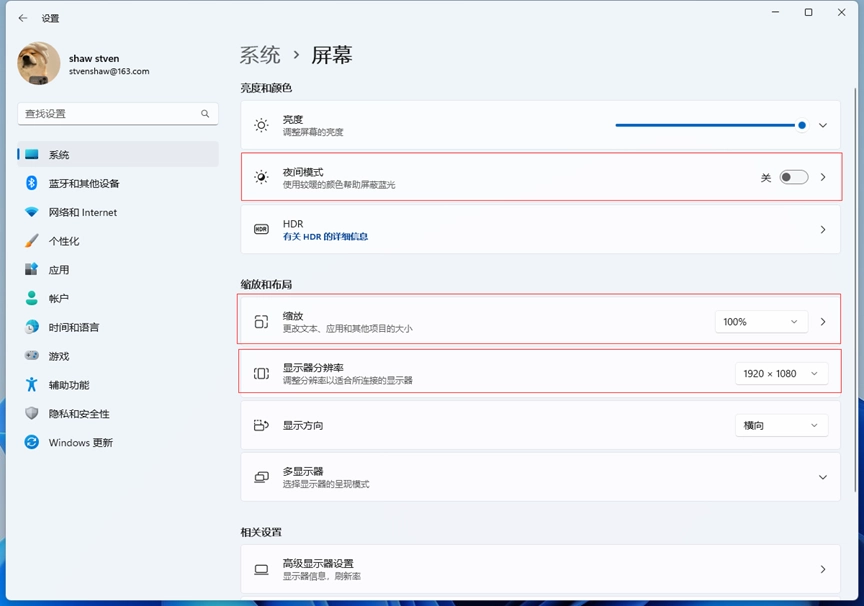 设置
shaw stven
stvenshaw@163.com
查找设置
系统
蓝牙和其他设备
网络和 Internet
个性化
应用
帐户
时间和语言
游戏
辅助功能
隐私和安全性
Windows 更新
系统 › 屏幕
亮度和颜色
亮度
调整屏幕的亮度
夜间模式
使用较暖的颜色帮助屏蔽蓝光
关
HDR
HDR
有关 HDR 的详细信息
缩放和布局
缩放
更改文本、应用和其他项目的大小
100%
显示器分辨率
调整分辨率以适合所连接的显示器
1920 × 1080
显示方向
横向
多显示器
选择显示器的呈现模式
相关设置
高级显示器设置
显示器信息，刷新率